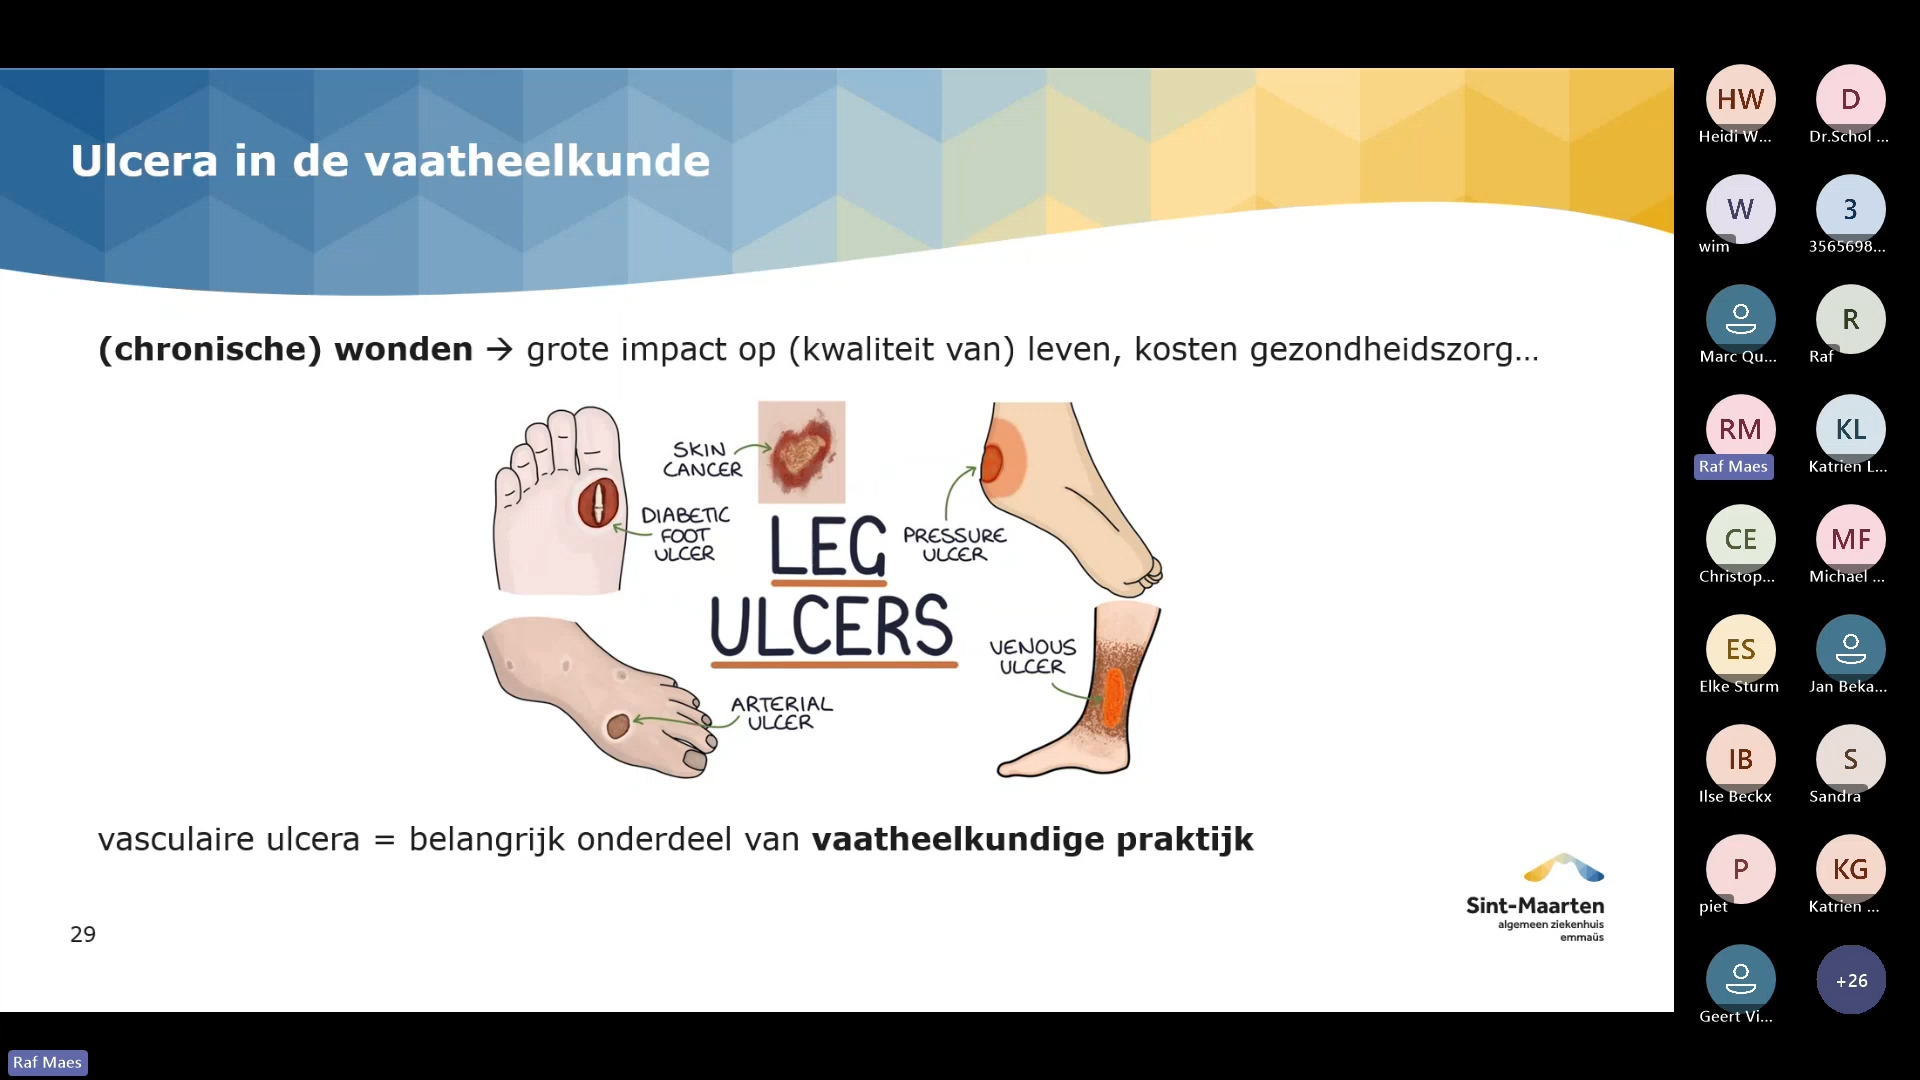 Ulcera in de vaatheelkunde
(chronische) wonden → grote impact op (kwaliteit van) leven, kosten gezondheidszorg...
SKIN
CANCER
DIABETIC
FOOT
ULCER
LEG
ULCERS
PRESSURE
ULCER
ARTERIAL
ULCER
VENOUS
ULCER
vasculaire ulcera = belangrijk onderdeel van vaatheelkundige praktijk
Sint-Maarten
algemeen ziekenhuis
emmaüs
29
HW
Heidi W...
D
Dr.Schol ...
W
wim
3
3565698...
Marc Qu...
R
Raf
RM
Raf Maes
KL
Katrien L...
CE
Christop...
MF
Michael ...
ES
Elke Sturm
Jan Beka...
IB
Ilse Beckx
S
Sandra
P
piet
KG
Katrien ...
Geert Vi...
+26
Raf Maes